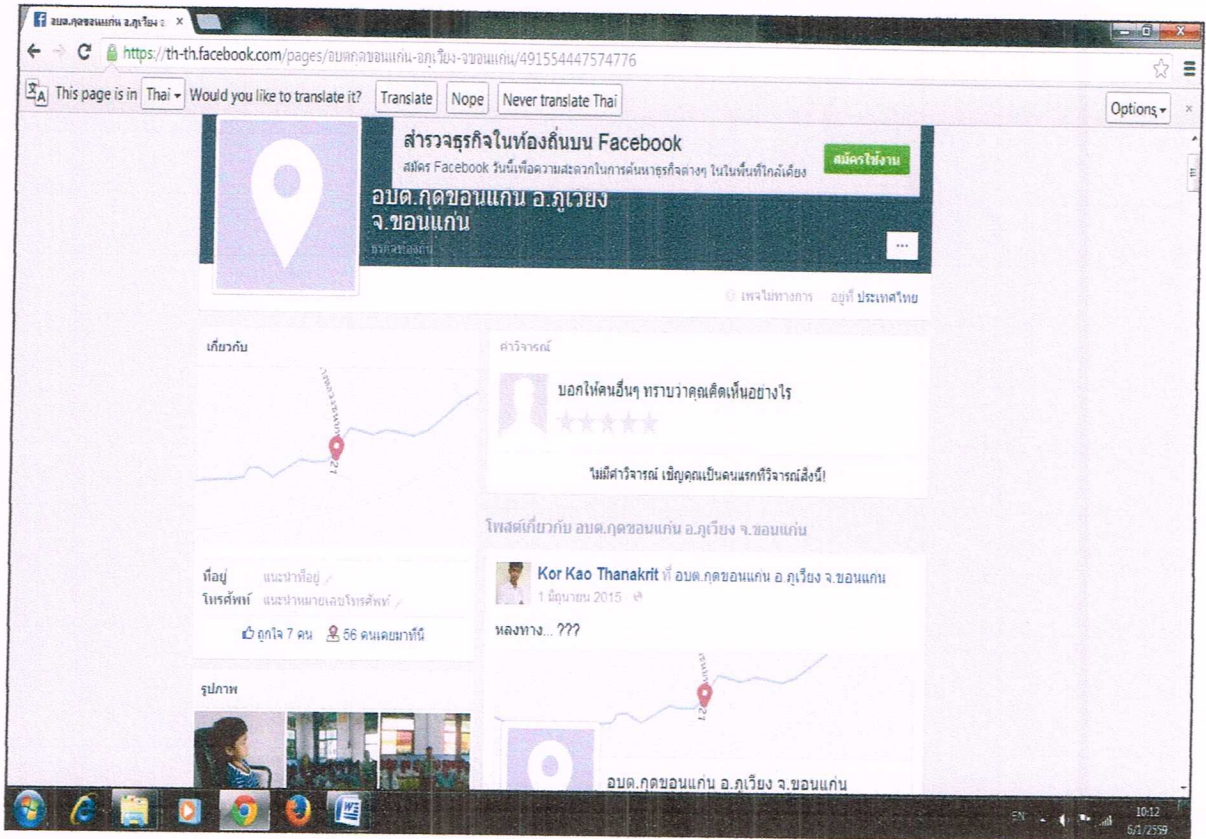 อบต.กุดขอนแก่น อ.ภูเวียง จ
https://th-th.facebook.com/pages/อบตกุดขอนแก่น-อภูเวียง-จขอนแก่น/491554447574776
This page is in Thai Would you like to translate it? Translate Nope Never translate Thai Options
สำรวจธุรกิจในท้องถิ่นบน Facebook
สมัคร Facebook วันนี้เพื่อความสะดวกในการค้นหาธุรกิจต่างๆ ในในพื้นที่ใกล้เคียง
สมัครใช้งาน
อบต.กุดขอนแก่น อ.ภูเวียง
จ.ขอนแก่น
ธุรกิจท้องถิ่น
เพจไม่ทางการ อยู่ที่ ประเทศไทย
เกี่ยวกับ
ที่อยู่ แนะนำที่อยู่
โทรศัพท์ แนะนำหมายเลขโทรศัพท์
ถูกใจ 7 คน 56 คนเคยมาที่นี่
รูปภาพ
คำวิจารณ์
บอกให้คนอื่นๆ ทราบว่าคุณคิดเห็นอย่างไร
ไม่มีคำวิจารณ์ เชิญคุณเป็นคนแรกที่วิจารณ์สิ่งนี้!
โพสต์เกี่ยวกับ อบต.กุดขอนแก่น อ.ภูเวียง จ.ขอนแก่น
Kor Kao Thanakrit ที่ อบต.กุดขอนแก่น อ.ภูเวียง จ.ขอนแก่น
1 มิถุนายน 2015
หลงทาง... ???
อบต.กุดขอนแก่น อ.ภูเวียง จ.ขอนแก่น
EN
10:12
6/1/2559